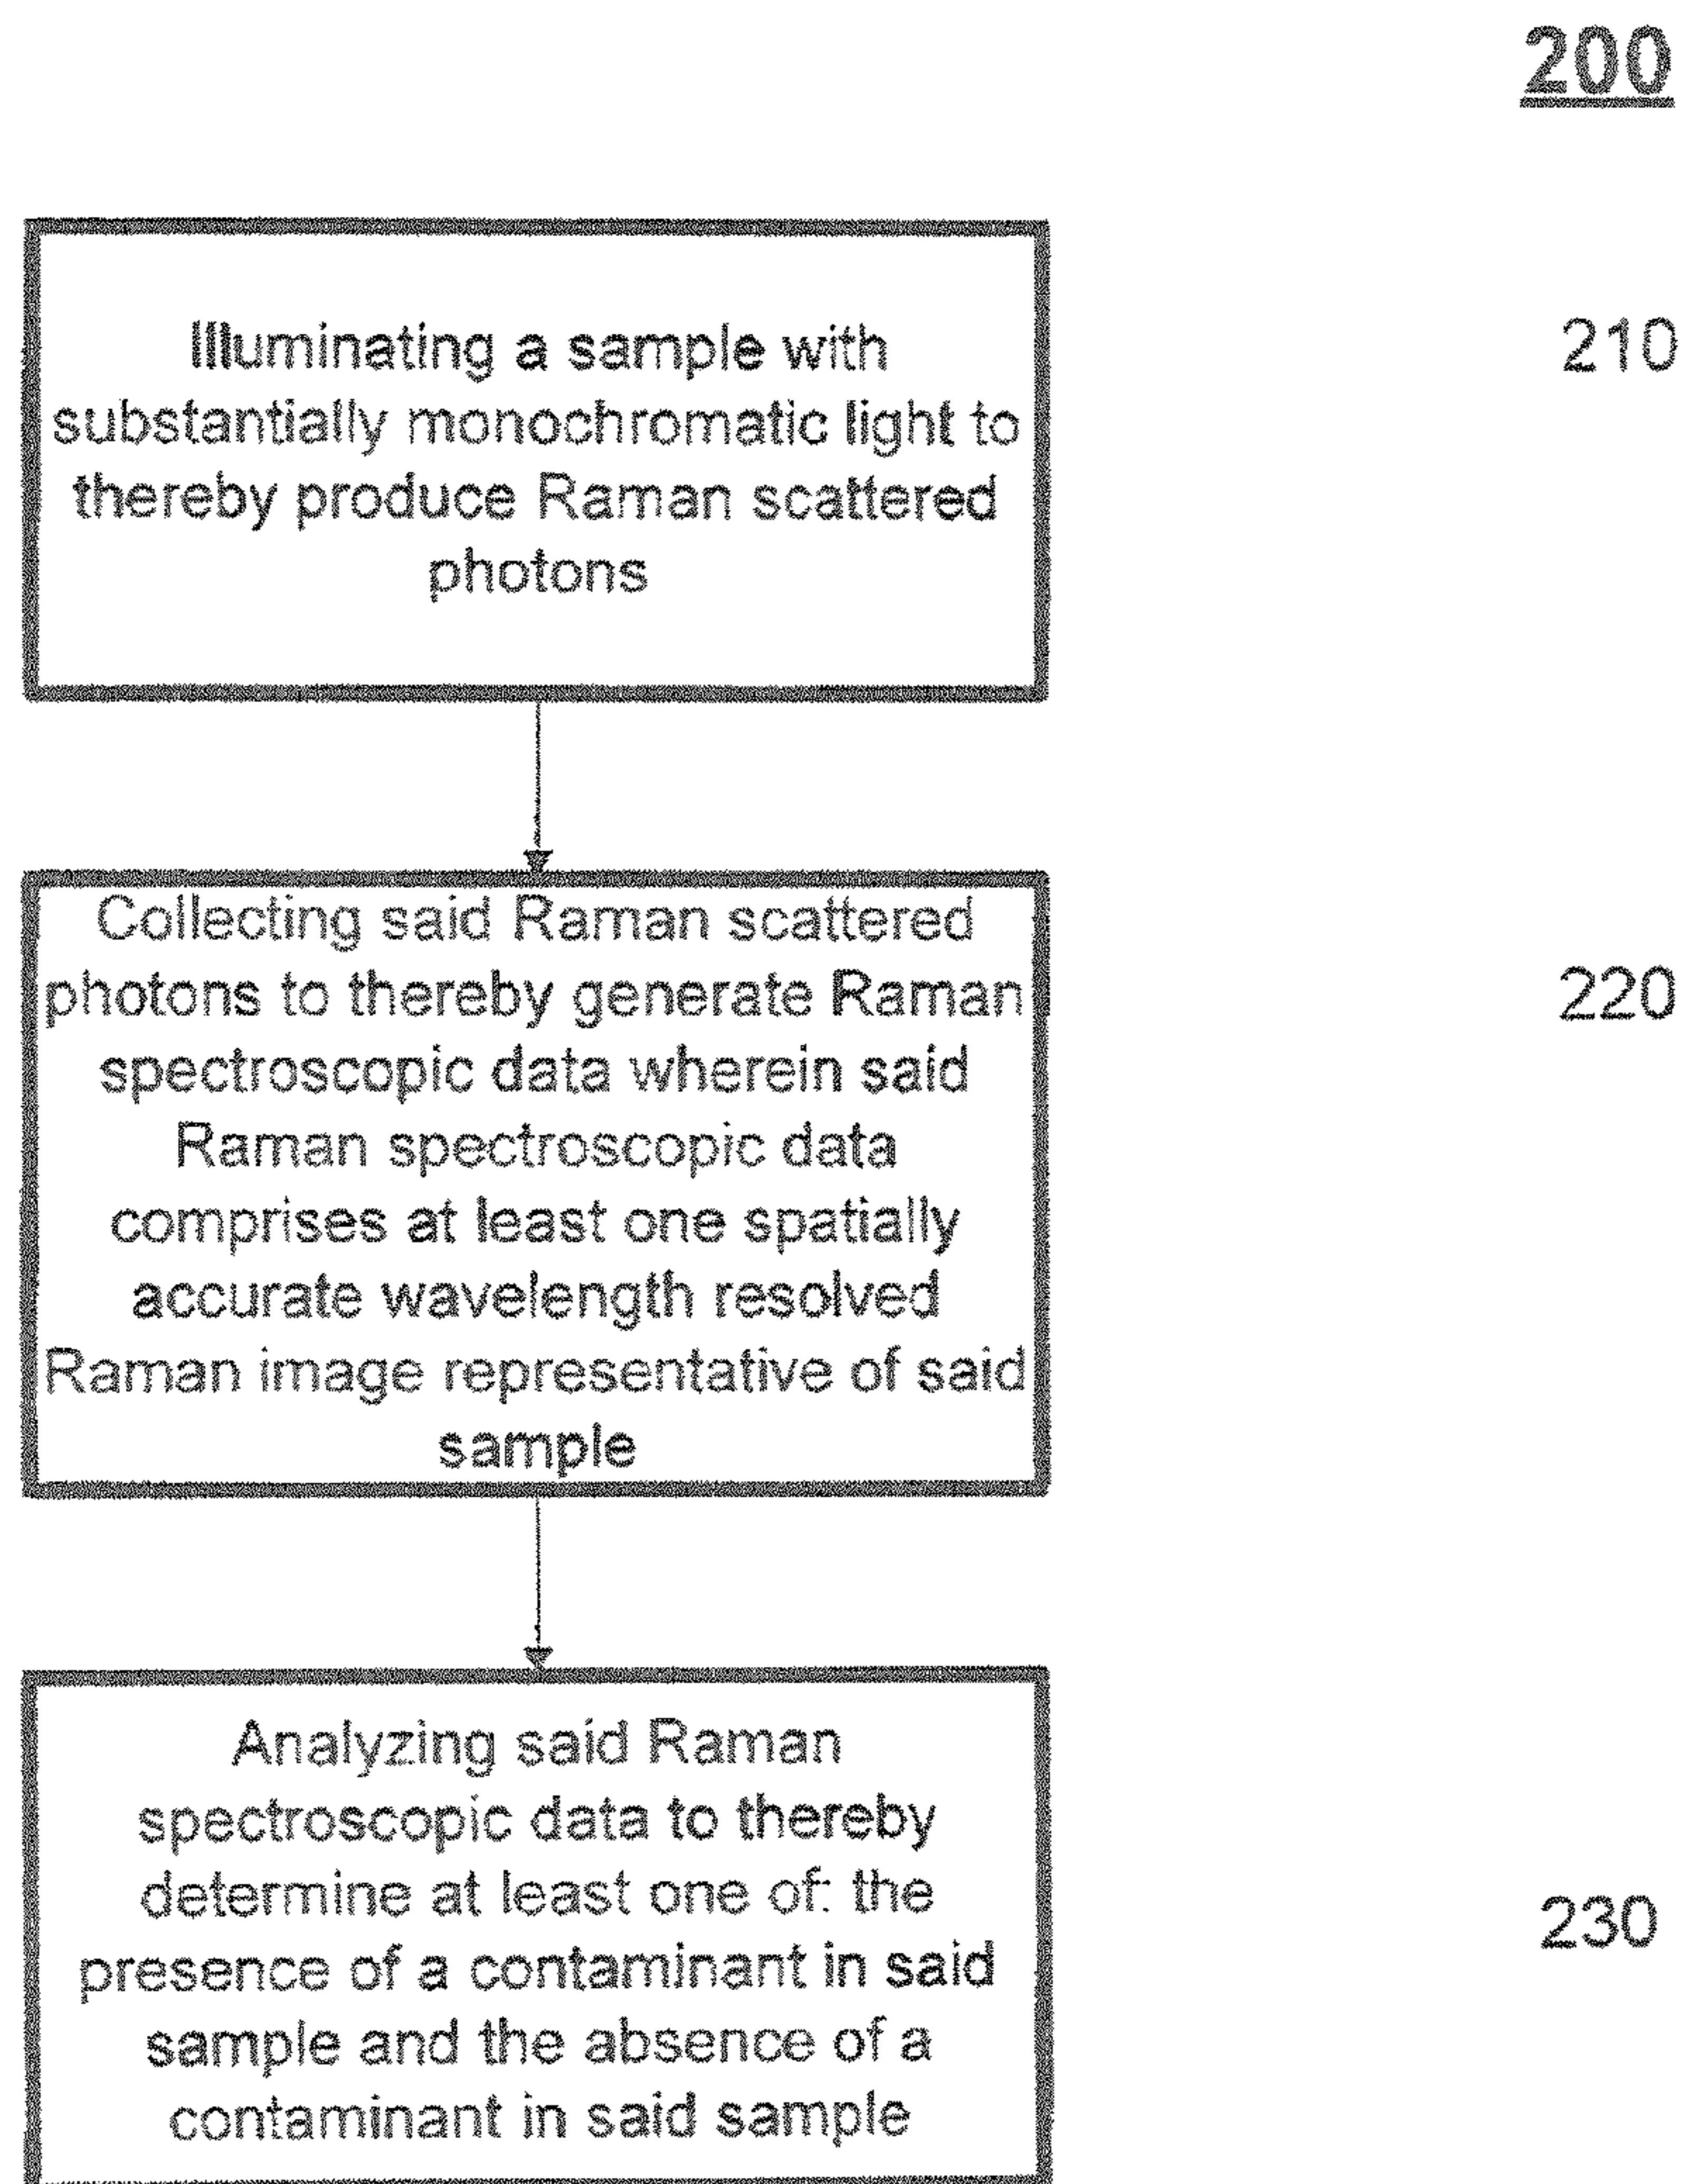 200
Illuminating a sample with
substantially monochromatic light to
thereby produce Raman scattered
photons
210
Collecting said Raman scattered
photons to thereby generate Raman
spectroscopic data wherein said
Raman spectroscopic data
comprises at least one spatially
accurate wavelength resolved
Raman image representative of said
sample
220
Analyzing said Raman
spectroscopic data to thereby
determine at least one of: the
presence of a contaminant in said
sample and the absence of a
contaminant in said sample
230